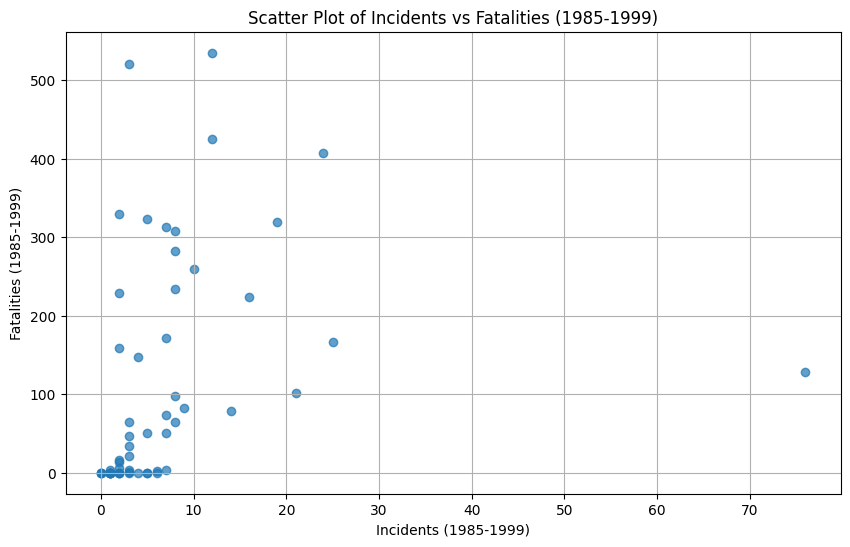 Scatter Plot of Incidents vs Fatalities (1985-1999)
Fatalities (1985-1999)
500
400
300
200
100
0
0 10 20 30 40 50 60 70
Incidents (1985-1999)